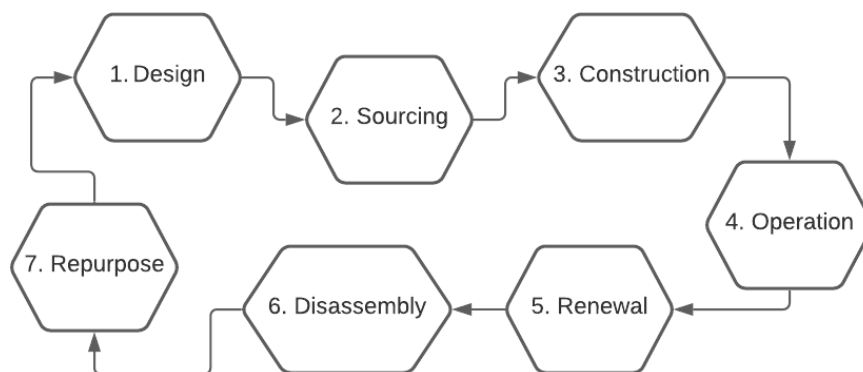 1. Design
2. Sourcing
3. Construction
4. Operation
5. Renewal
6. Disassembly
7. Repurpose